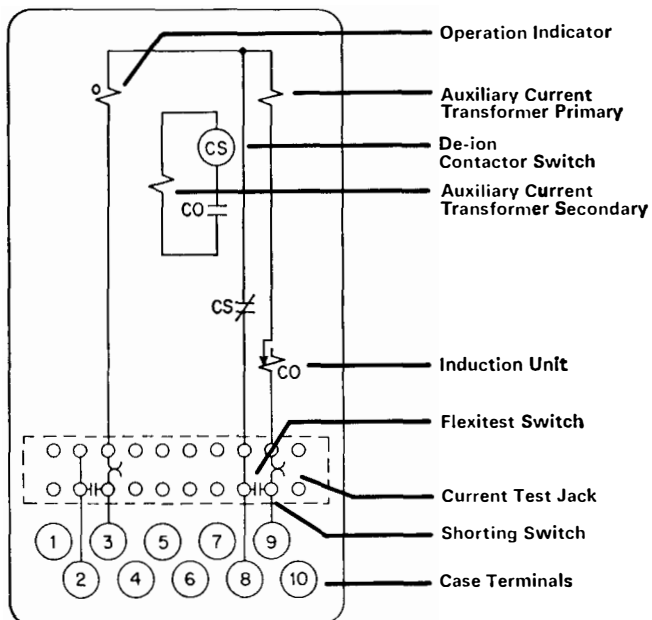 Operation Indicator
Auxiliary Current
Transformer Primary
De-ion
Contactor Switch
CS
Auxiliary Current
Transformer Secondary
CO
CS
CO
Induction Unit
Flexitest Switch
Current Test Jack
Shorting Switch
1 3 5 7 9
2 4 6 8 10
Case Terminals